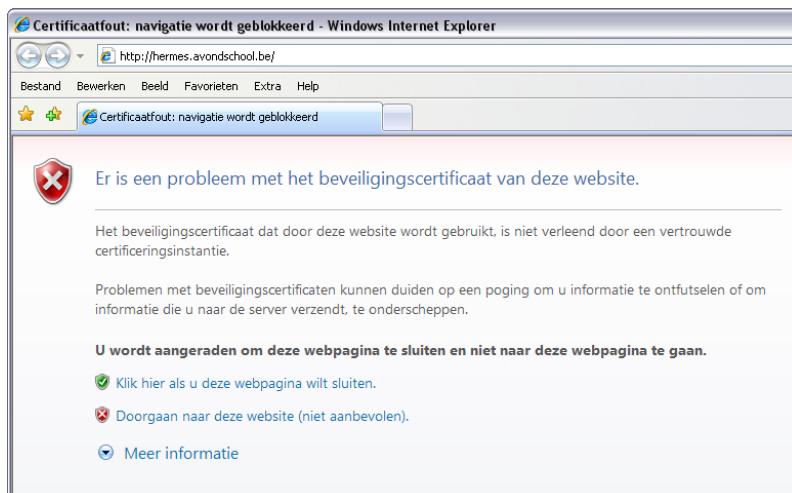 Certificaatfout: navigatie wordt geblokkeerd - Windows Internet Explorer
http://hermes.avondschool.be/
Bestand Bewerken Beeld Favorieten Extra Help
Certificaatfout: navigatie wordt geblokkeerd
Er is een probleem met het beveiligingscertificaat van deze website.
Het beveiligingscertificaat dat door deze website wordt gebruikt, is niet verleend door een vertrouwde
certificeringsinstantie.
Problemen met beveiligingscertificaten kunnen duiden op een poging om u informatie te ontfutselen of om
informatie die u naar de server verzendt, te onderscheppen.
U wordt aangeraden om deze webpagina te sluiten en niet naar deze webpagina te gaan.
Klik hier als u deze webpagina wilt sluiten.
Doorgaan naar deze website (niet aanbevolen).
Meer informatie